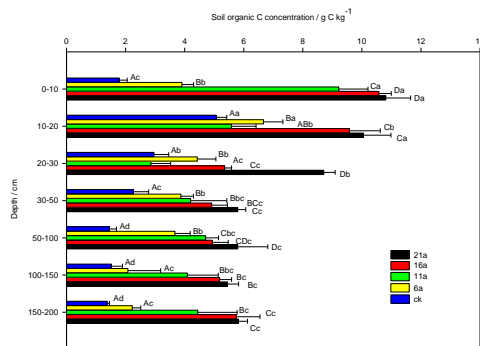 Soil organic C concentration / g C kg-1
0 2 4 6 8 10 12 14
0-10 Ac Bb Ca Da Da
10-20 Aa Ba ABb Cb Ca
20-30 Ab Bb Ac Cc Db
30-50 Ac Bb Bbc BCc Cc
50-100 Ad Bb Cbc CDc Dc
100-150 Ad Ac Bbc Bc Bc
150-200 Ad Ac Bc Cc Cc
Depth / cm
21a
16a
11a
6a
ck